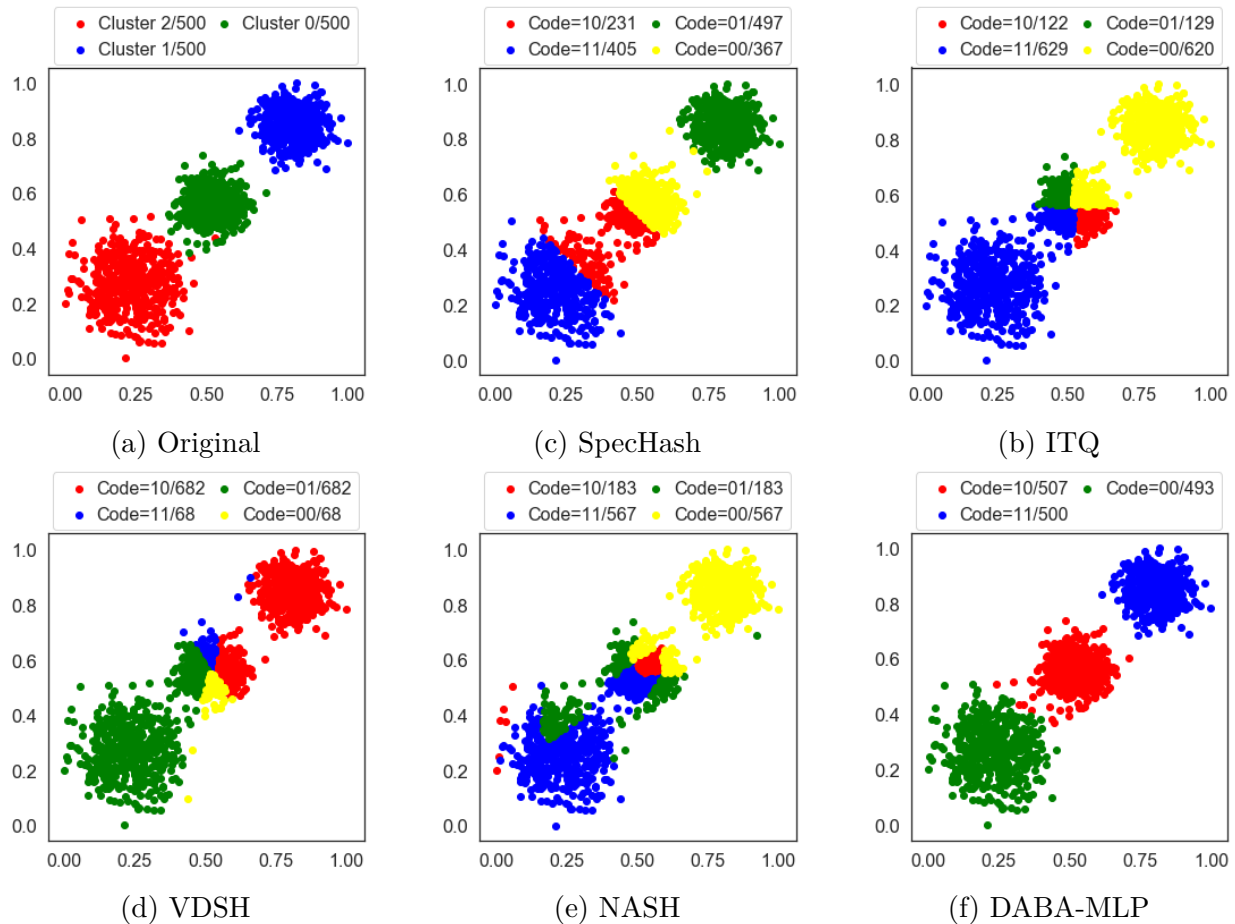 Cluster 2/500 Cluster 0/500
Cluster 1/500
1.0
0.8
0.6
0.4
0.2
0.0
0.00 0.25 0.50 0.75 1.00
(a) Original
Code=10/231 Code=01/497
Code=11/405 Code=00/367
1.0
0.8
0.6
0.4
0.2
0.0
0.00 0.25 0.50 0.75 1.00
(c) SpecHash
Code=10/122 Code=01/129
Code=11/629 Code=00/620
1.0
0.8
0.6
0.4
0.2
0.0
0.00 0.25 0.50 0.75 1.00
(b) ITQ
Code=10/682 Code=01/682
Code=11/68 Code=00/68
1.0
0.8
0.6
0.4
0.2
0.0
0.00 0.25 0.50 0.75 1.00
(d) VDSH
Code=10/183 Code=01/183
Code=11/567 Code=00/567
1.0
0.8
0.6
0.4
0.2
0.0
0.00 0.25 0.50 0.75 1.00
(e) NASH
Code=10/507 Code=00/493
Code=11/500
1.0
0.8
0.6
0.4
0.2
0.0
0.00 0.25 0.50 0.75 1.00
(f) DABA-MLP